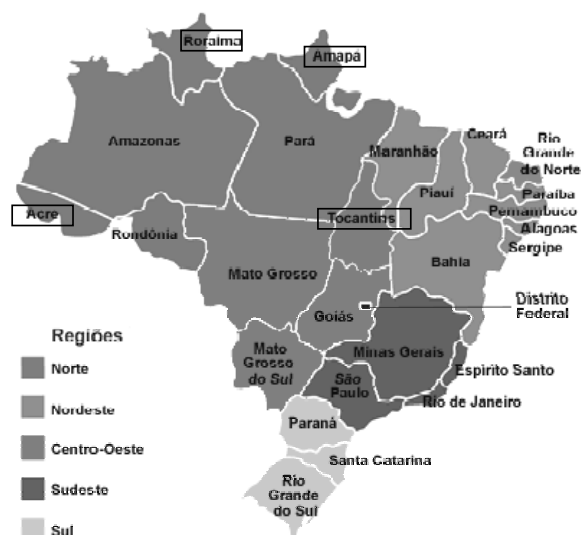 Roraima
Amapá
Amazonas
Pará
Maranhão
Ceará
Rio
Grande
do Norte
Piauí
Paraíba
Pernambuco
Acre
Rondônia
Tocantins
Alagoas
Sergipe
Bahia
Mato Grosso
Distrito
Federal
Goiás
Regiões
Norte
Nordeste
Centro-Oeste
Sudeste
Sul
Mato
Grosso
do Sul
Minas Gerais
Espírito Santo
São
Paulo
Rio de Janeiro
Paraná
Santa Catarina
Rio
Grande
do Sul